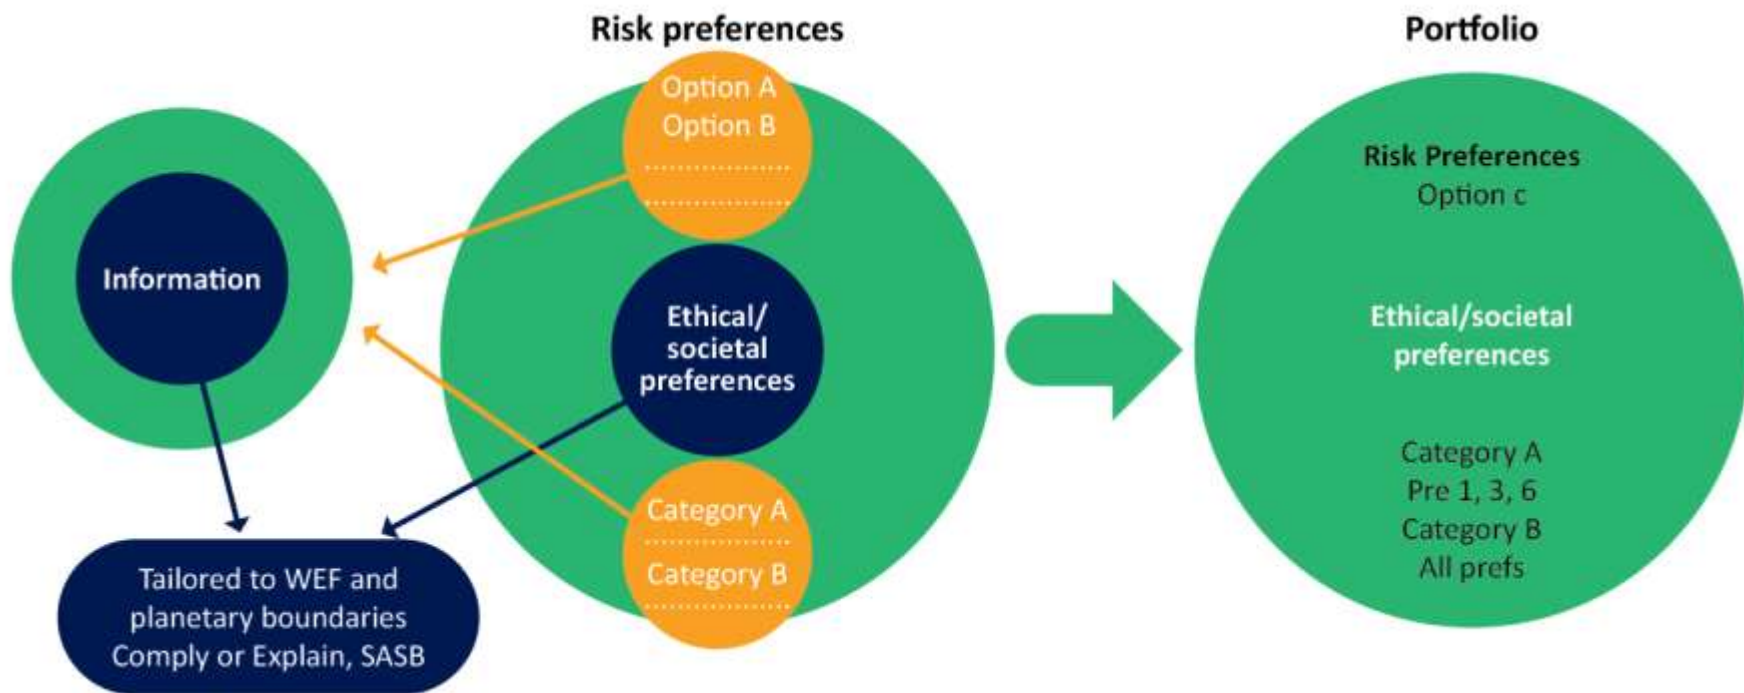 Risk preferences
Portfolio
Option A
Option B
Information
Ethical/
societal
preferences
Category A
Category B
Tailored to WEF and
planetary boundaries
Comply or Explain, SASB
Risk Preferences
Option c
Ethical/societal
preferences
Category A
Pre 1, 3, 6
Category B
All prefs